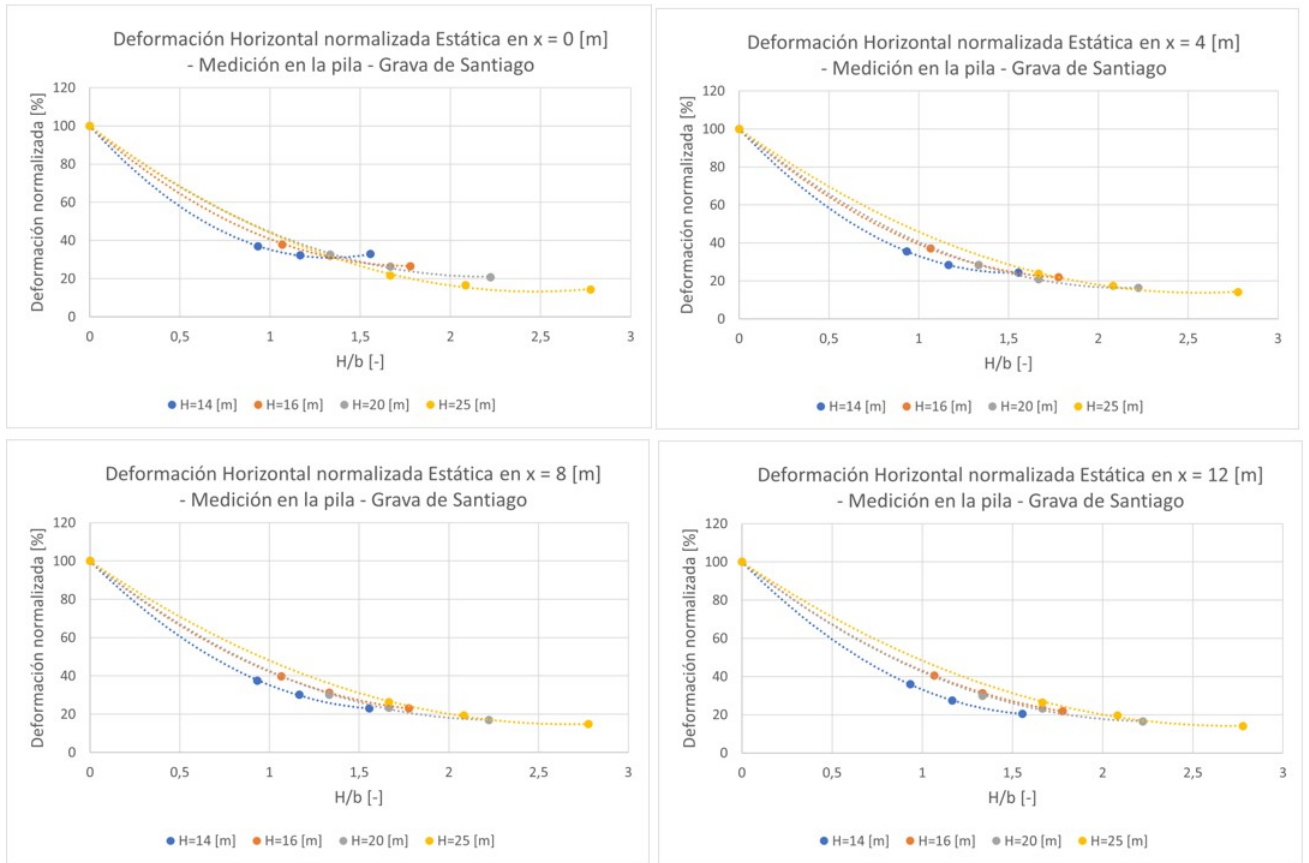 Deformación Horizontal normalizada Estática en x = 0 [m]
- Medición en la pila - Grava de Santiago
Deformación normalizada [%]
120
100
80
60
40
20
0
0
0,5
1
1,5
2
2,5
3
H/b [-]
H=14 [m]
H=16 [m]
H=20 [m]
H=25 [m]
Deformación Horizontal normalizada Estática en x = 4 [m]
- Medición en la pila - Grava de Santiago
Deformación normalizada [%]
120
100
80
60
40
20
0
0
0,5
1
1,5
2
2,5
3
H/b [-]
H=14 [m]
H=16 [m]
H=20 [m]
H=25 [m]
Deformación Horizontal normalizada Estática en x = 8 [m]
- Medición en la pila - Grava de Santiago
Deformación normalizada [%]
120
100
80
60
40
20
0
0
0,5
1
1,5
2
2,5
3
H/b [-]
H=14 [m]
H=16 [m]
H=20 [m]
H=25 [m]
Deformación Horizontal normalizada Estática en x = 12 [m]
- Medición en la pila - Grava de Santiago
Deformación normalizada [%]
120
100
80
60
40
20
0
0
0,5
1
1,5
2
2,5
3
H/b [-]
H=14 [m]
H=16 [m]
H=20 [m]
H=25 [m]